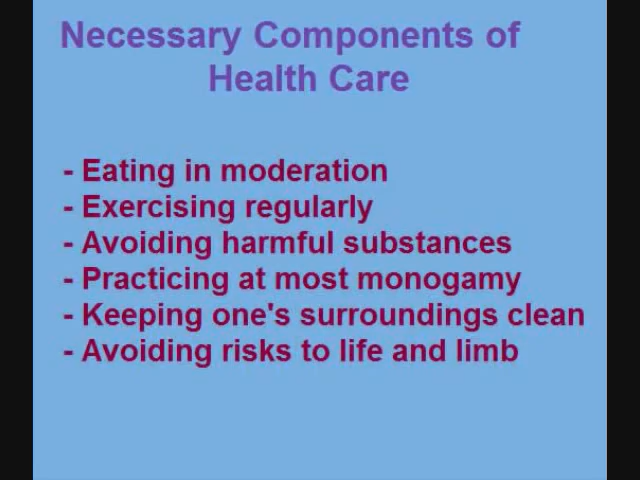 Necessary Components of
Health Care
- Eating in moderation
- Exercising regularly
- Avoiding harmful substances
- Practicing at most monogamy
- Keeping one's surroundings clean
- Avoiding risks to life and limb